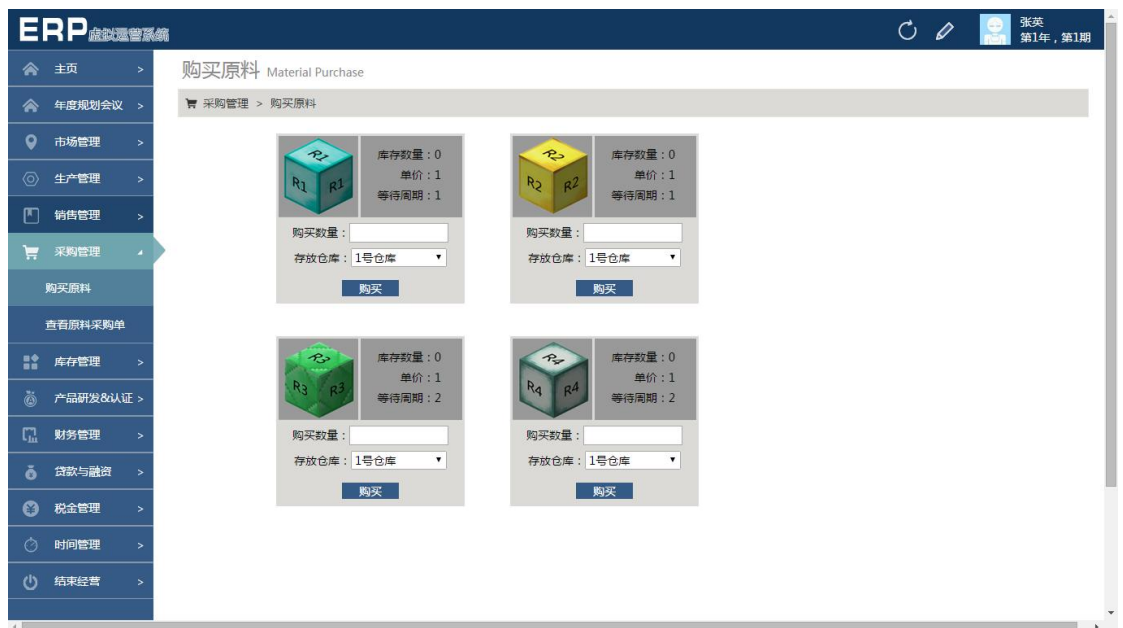 ERP虚拟运营系统
张英
第1年，第1期
主页 >
年度规划会议 >
市场管理 >
生产管理 >
销售管理 >
采购管理
购买原料
查看原料采购单
库存管理 >
产品研发&认证 >
财务管理 >
贷款与融资 >
税金管理 >
时间管理 >
结束经营 >
购买原料 Material Purchase
采购管理 > 购买原料
R1
R1 R1
库存数量：0
单价：1
等待周期：1
购买数量：
存放仓库：1号仓库
购买
R2
R2 R2
库存数量：0
单价：1
等待周期：1
购买数量：
存放仓库：1号仓库
购买
R3
R3 R3
库存数量：0
单价：1
等待周期：2
购买数量：
存放仓库：1号仓库
购买
R4
R4 R4
库存数量：0
单价：1
等待周期：2
购买数量：
存放仓库：1号仓库
购买